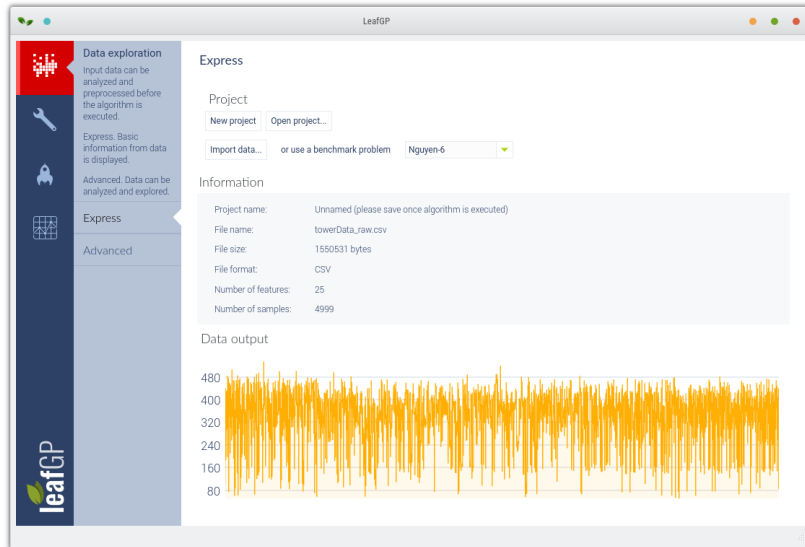 LeafGP
Data exploration
Input data can be
analyzed and
preprocessed before
the algorithm is
executed.
Express. Basic
information from data
is displayed.
Advanced. Data can be
analyzed and explored.
Express
Advanced
leafGP
Express
Project
New project Open project...
Import data... or use a benchmark problem Nguyen-6
Information
Project name: Unnamed (please save once algorithm is executed)
File name: towerData_raw.csv
File size: 1550531 bytes
File format: CSV
Number of features: 25
Number of samples: 4999
Data output
480
400
320
240
160
80